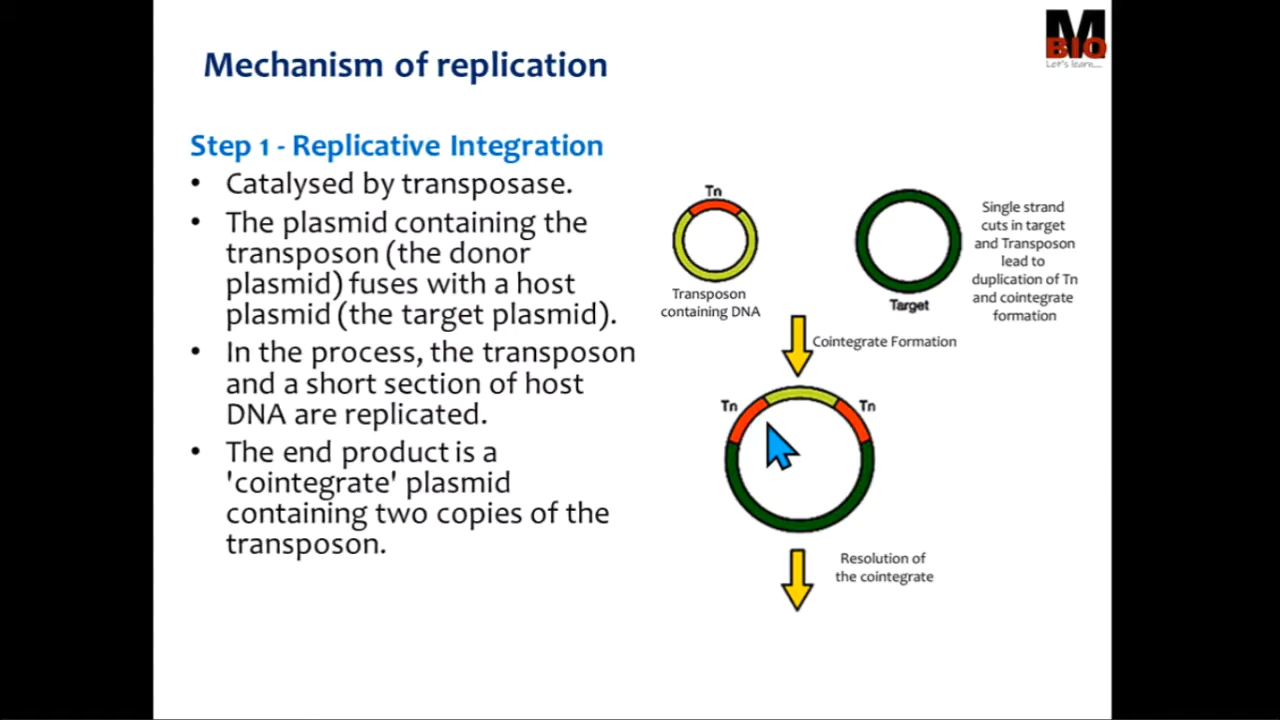 M
BIO
Let's learn....
Mechanism of replication
Step 1 - Replicative Integration
• Catalysed by transposase.
• The plasmid containing the
transposon (the donor
plasmid) fuses with a host
plasmid (the target plasmid).
• In the process, the transposon
and a short section of host
DNA are replicated.
• The end product is a
'cointegrate' plasmid
containing two copies of the
transposon.
Tn
Transposon
containing DNA
Target
Single strand
cuts in target
and Transposon
lead to
duplication of Tn
and cointegrate
formation
Cointegrate Formation
Tn
Tn
Resolution of
the cointegrate